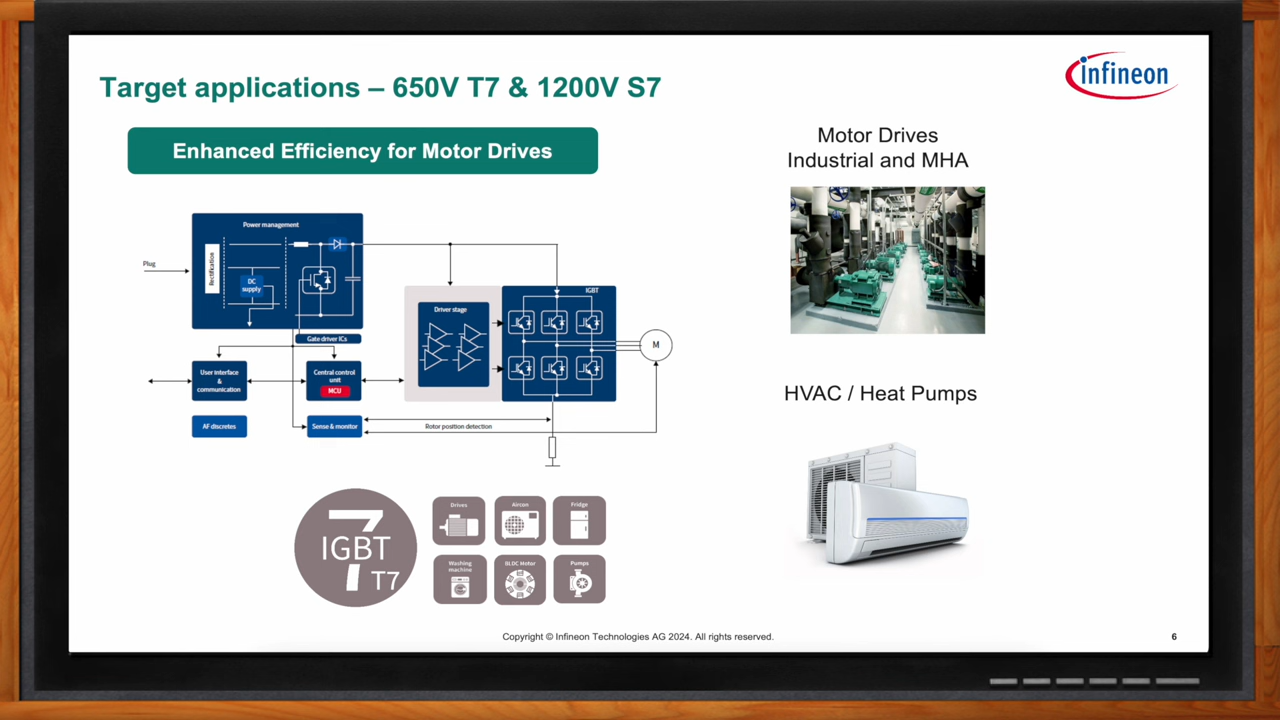 Target applications – 650V T7 & 1200V S7
infineon
Enhanced Efficiency for Motor Drives
Motor Drives
Industrial and MHA
Power management
Plug
Rectification
DC
supply
Gate driver ICs
Driver stage
IGBT
M
User interface
&
communication
Central control
unit
MCU
AF discretes
Sense & monitor
Rotor position detection
HVAC / Heat Pumps
7
IGBT
T7
Drives
Aircon
Fridge
Washing
machine
BLDC Motor
Pumps
Copyright © Infineon Technologies AG 2024. All rights reserved.
6